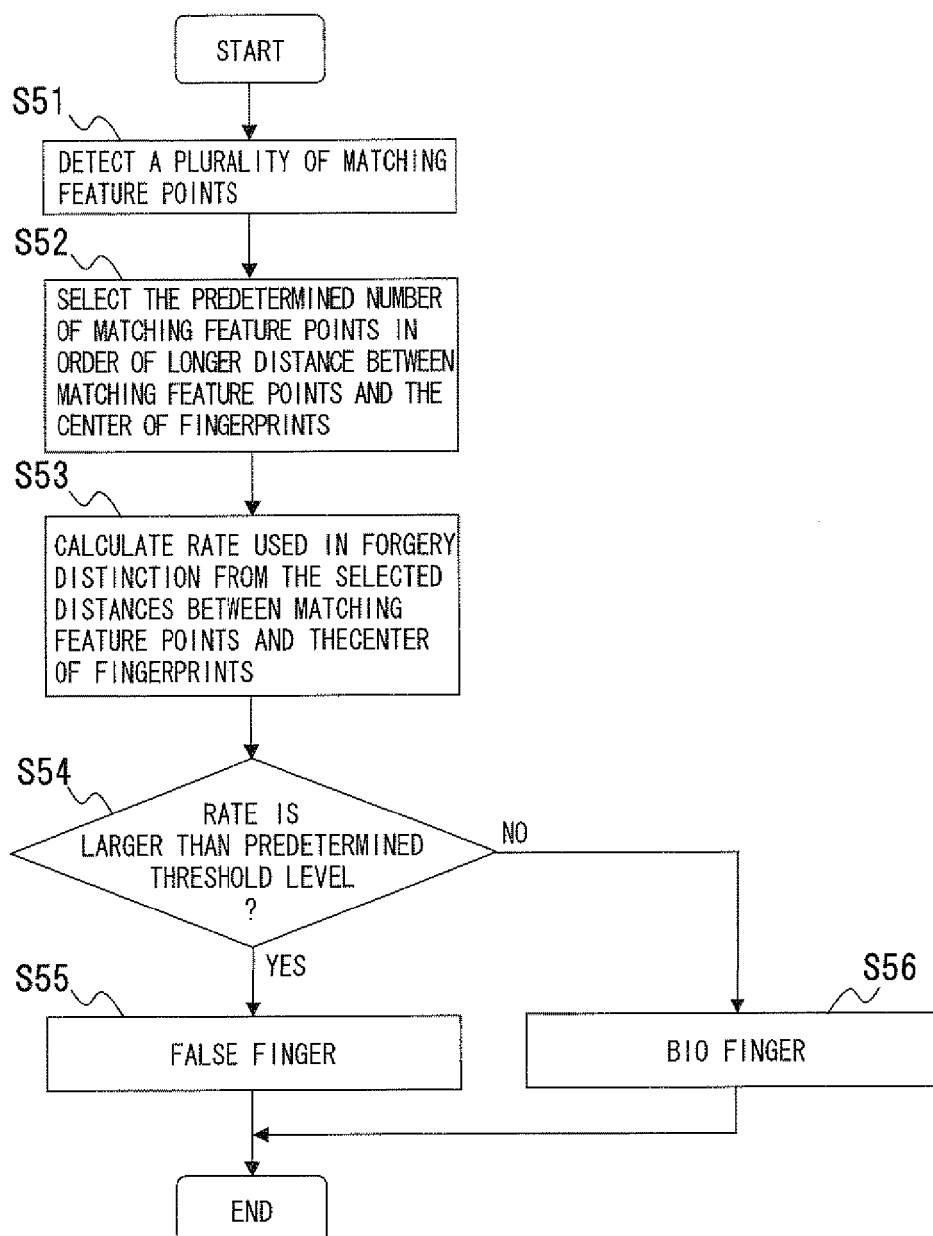 START
S51
DETECT A PLURALITY OF MATCHING
FEATURE POINTS
S52
SELECT THE PREDETERMINED NUMBER
OF MATCHING FEATURE POINTS IN
ORDER OF LONGER DISTANCE BETWEEN
MATCHING FEATURE POINTS AND THE
CENTER OF FINGERPRINTS
S53
CALCULATE RATE USED IN FORGERY
DISTINCTION FROM THE SELECTED
DISTANCES BETWEEN MATCHING
FEATURE POINTS AND THECENTER
OF FINGERPRINTS
S54
RATE IS
LARGER THAN PREDETERMINED
THRESHOLD LEVEL
?
NO
YES
S55
FALSE FINGER
S56
BIO FINGER
END